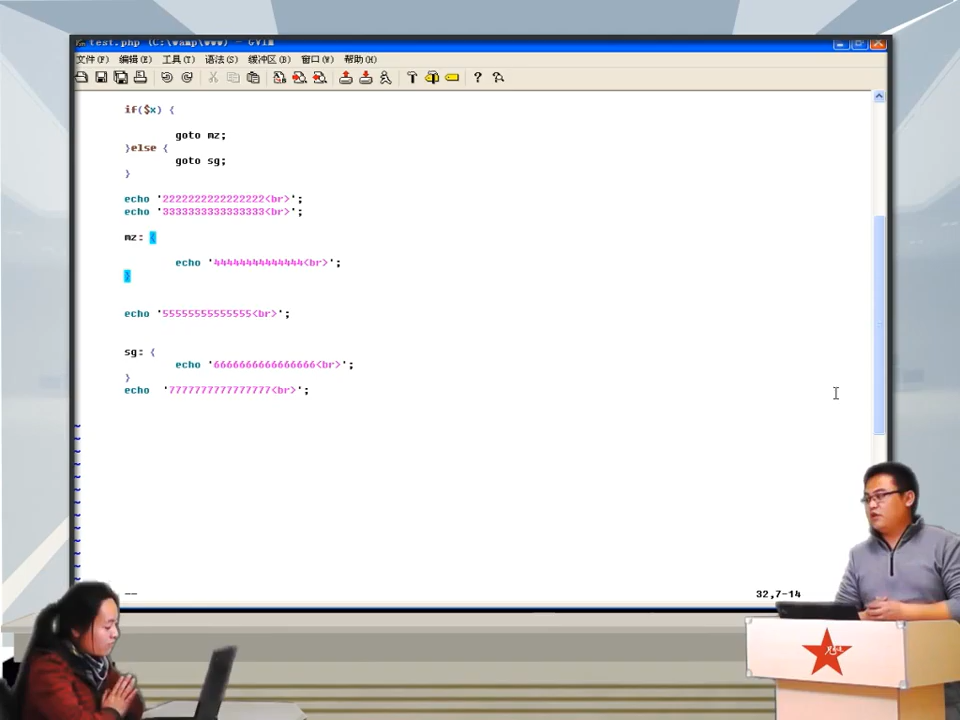 test.php (C:\wamp\www) - GVIM
文件(F) 编辑(E) 工具(T) 语法(S) 缓冲区(B) 窗口(W) 帮助(H)
if($x) {
goto mz;
}else {
goto sg;
}
echo '2222222222222222<br>';
echo '3333333333333333<br>';
mz: {
echo '44444444444444<br>';
}
echo '55555555555555<br>';
sg: {
echo '6666666666666666<br>';
}
echo '7777777777777777<br>';
~
~
~
~
~
~
~
~
~
~
~
~
~
-- 32,7-14